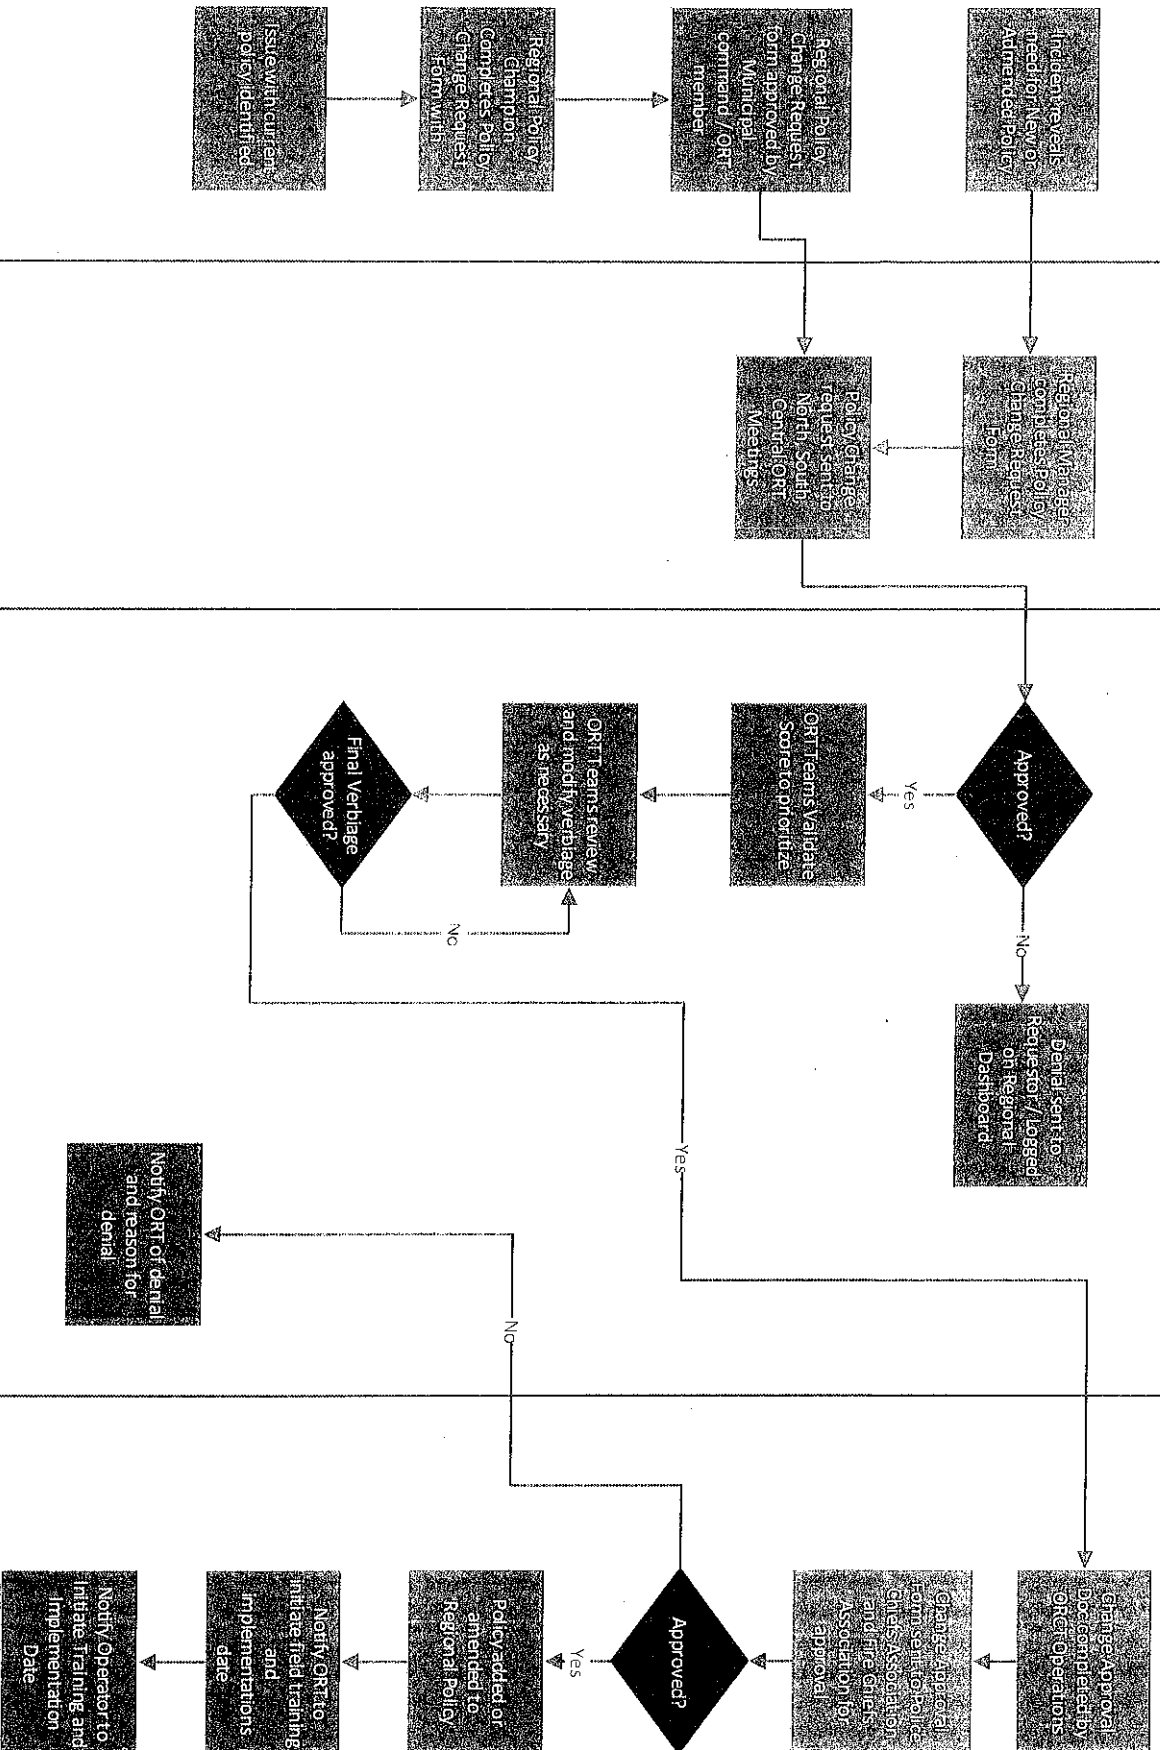 Incident reveals
need for New or
Admended Policy
Regional Policy
Change Request
form approved by
Municipal
command / ORT
member
Regional Policy
Champion
Completes Policy
Change Request
Form with
Issue with current
policy identified
Regional Manager
completes Policy
Change Request
Form
Policy Change
request sent to
North, South,
Central ORT
Meetings
Approved?
No
Denial sent to
Requestor / Logged
on Regional
Dashboard
Yes
ORT Teams Validate
Score to prioritize
ORT Teams review
and modify verbiage
as necessary
No
Final Verbiage
approved?
Yes
Notify ORT of denial
and reason for
denial
No
Change Approval
Doc completed by
Operations
Change Approval
Form sent to Police
Chiefs Association
and Fire Chiefs
Association for
approval
Approved?
Yes
Policy added or
amended to
Regional Policy
Notify ORT to
initiate field training
and
implementations
date
Notify Operator to
Initiate Training and
Implementation
Date